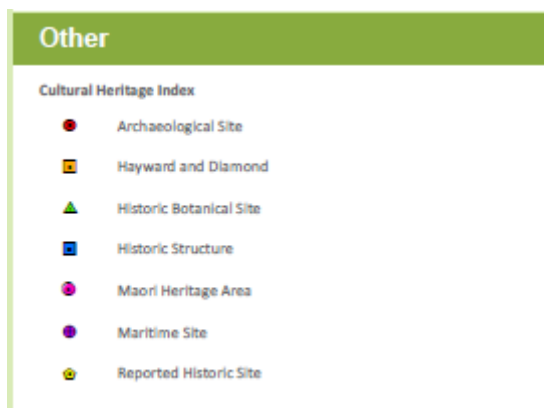 Other
Cultural Heritage Index
Archaeological Site
Hayward and Diamond
Historic Botanical Site
Historic Structure
Maori Heritage Area
Maritime Site
Reported Historic Site